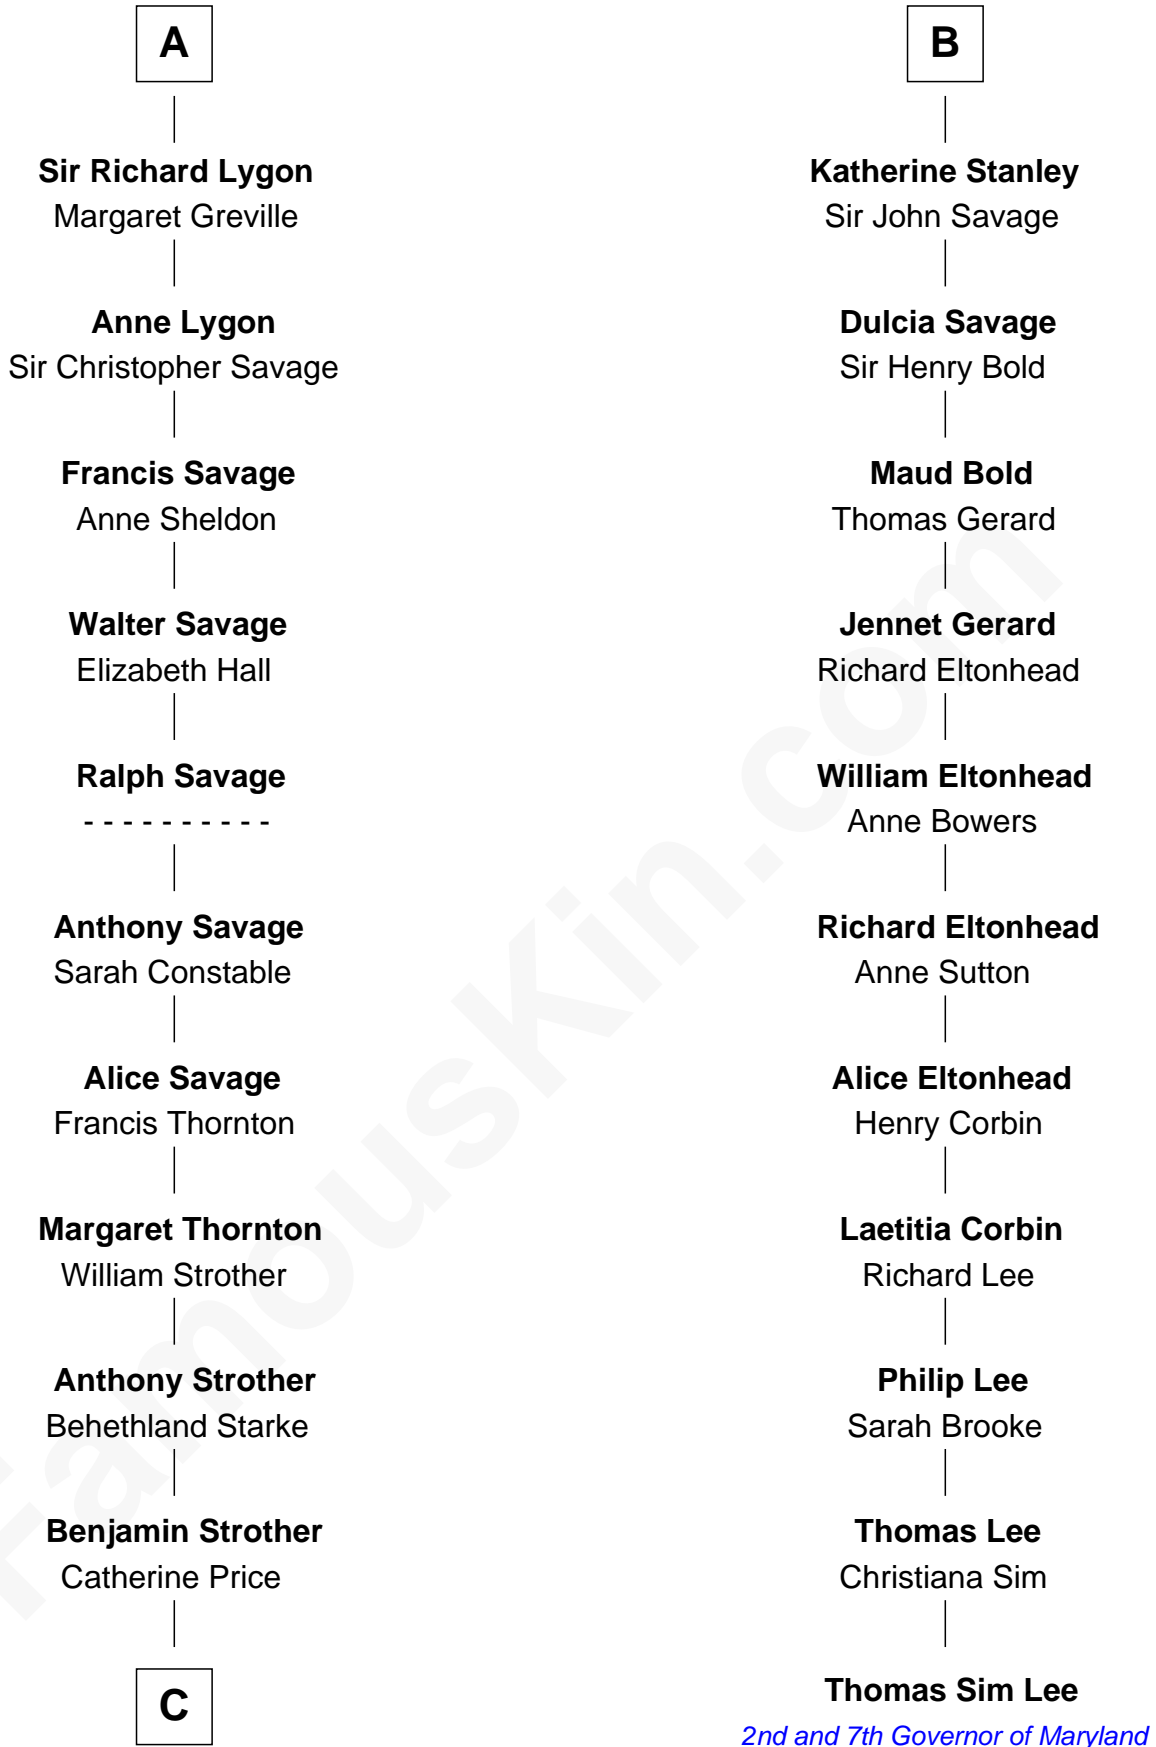 A
Sir Richard Lygon
Margaret Greville
Anne Lygon
Sir Christopher Savage
Francis Savage
Anne Sheldon
Walter Savage
Elizabeth Hall
Ralph Savage
- - - - - - - - - -
Anthony Savage
Sarah Constable
Alice Savage
Francis Thornton
Margaret Thornton
William Strother
Anthony Strother
Behethland Starke
Benjamin Strother
Catherine Price
C
B
Katherine Stanley
Sir John Savage
Dulcia Savage
Sir Henry Bold
Maud Bold
Thomas Gerard
Jennet Gerard
Richard Eltonhead
William Eltonhead
Anne Bowers
Richard Eltonhead
Anne Sutton
Alice Eltonhead
Henry Corbin
Laetitia Corbin
Richard Lee
Philip Lee
Sarah Brooke
Thomas Lee
Christiana Sim
Thomas Sim Lee
2nd and 7th Governor of Maryland
FamousKin.com